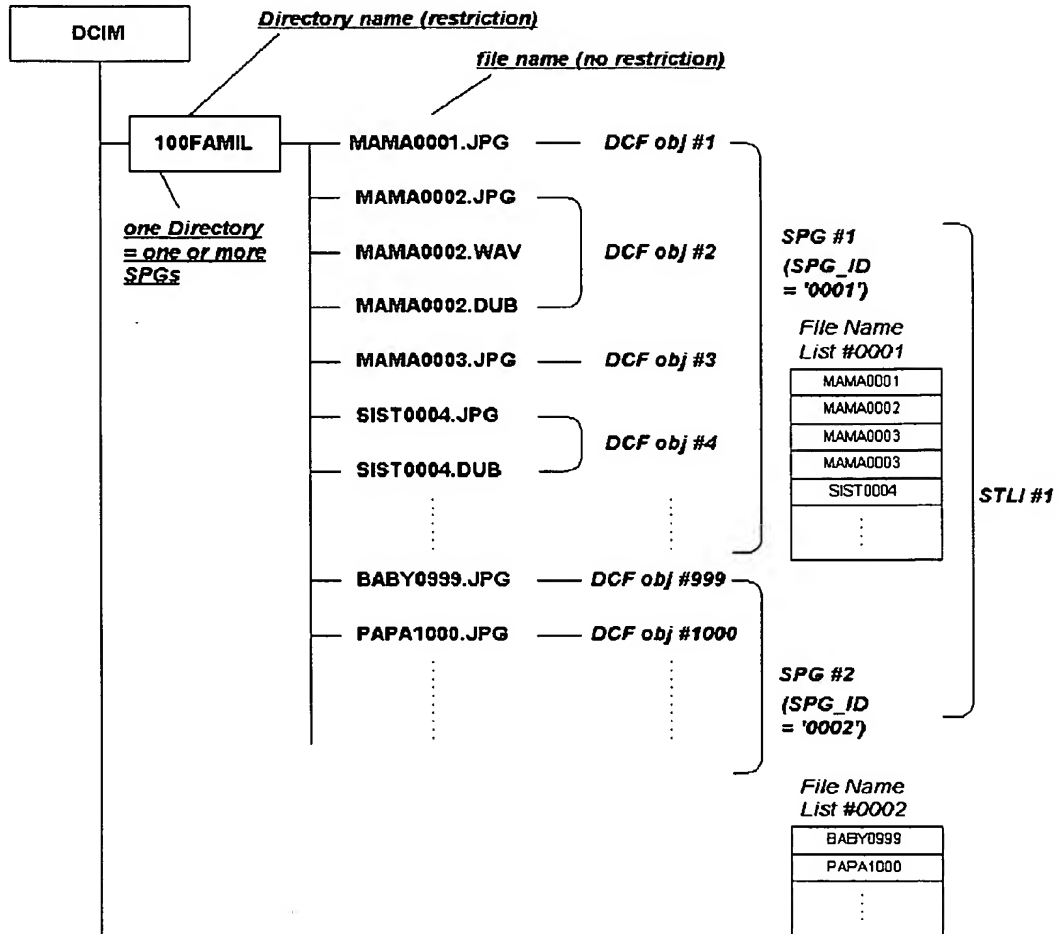 Directory name (restriction)
DCIM
file name (no restriction)
100FAMIL
MAMA0001.JPG
DCF obj #1
MAMA0002.JPG
one Directory
= one or more
SPGs
MAMA0002.WAV
DCF obj #2
MAMA0002.DUB
SPG #1
(SPG_ID
= '0001')
MAMA0003.JPG
DCF obj #3
SIST0004.JPG
DCF obj #4
SIST0004.DUB
File Name
List #0001
MAMA0001
MAMA0002
MAMA0003
MAMA0003
SIST0004
STLI #1
BABY0999.JPG
DCF obj #999
PAPA1000.JPG
DCF obj #1000
SPG #2
(SPG_ID
= '0002')
File Name
List #0002
BABY0999
PAPA1000